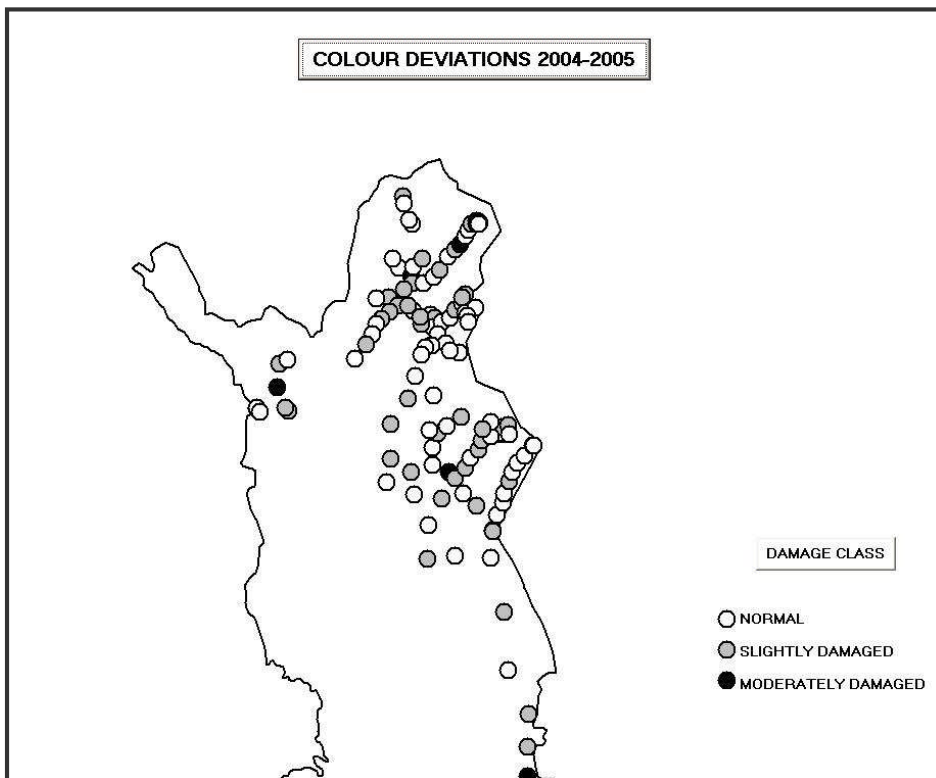 COLOUR DEVIATIONS 2004-2005
DAMAGE CLASS
NORMAL
SLIGHTLY DAMAGED
MODERATELY DAMAGED